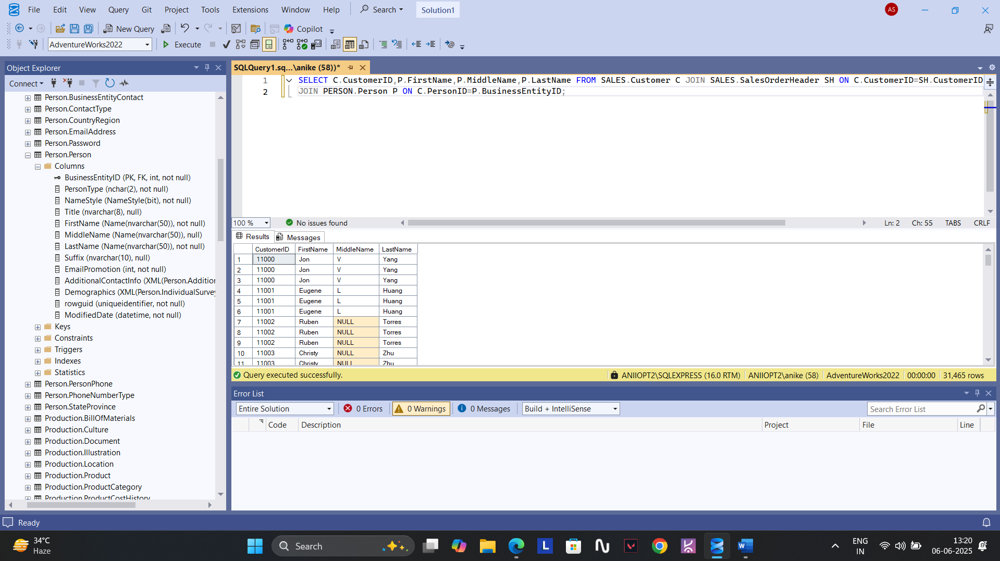 File Edit View Query Git Project Tools Extensions Window Help Search Solution1 AS
New Query Copilot
AdventureWorks2022 Execute
Object Explorer
Connect
Person.BusinessEntityContact
Person.ContactType
Person.CountryRegion
Person.EmailAddress
Person.Password
Person.Person
Columns
BusinessEntityID (PK, FK, int, not null)
PersonType (nchar(2), not null)
NameStyle (NameStyle(bit), not null)
Title (nvarchar(8), null)
FirstName (Name(nvarchar(50)), not null)
MiddleName (Name(nvarchar(50)), null)
LastName (Name(nvarchar(50)), not null)
Suffix (nvarchar(10), null)
EmailPromotion (int, not null)
AdditionalContactInfo (XML(Person.Additior
Demographics (XML(Person.IndividualSurvey
rowguid (uniqueidentifier, not null)
ModifiedDate (datetime, not null)
Keys
Constraints
Triggers
Indexes
Statistics
Person.PersonPhone
Person.PhoneNumberType
Person.StateProvince
Production.BillOfMaterials
Production.Culture
Production.Document
Production.Illustration
Production.Location
Production.Product
Production.ProductCategory
Production.ProductCostHistory
SQLQuery1.sq...\anike (58))*
1 SELECT C.CustomerID,P.FirstName,P.MiddleName,P.LastName FROM SALES.Customer C JOIN SALES.SalesOrderHeader SH ON C.CustomerID=SH.CustomerID
2 JOIN PERSON.Person P ON C.PersonID=P.BusinessEntityID;
100 % No issues found Ln: 2 Ch: 55 TABS CRLF
Results Messages
CustomerID FirstName MiddleName LastName
1 11000 Jon V Yang
2 11000 Jon V Yang
3 11000 Jon V Yang
4 11001 Eugene L Huang
5 11001 Eugene L Huang
6 11001 Eugene L Huang
7 11002 Ruben NULL Torres
8 11002 Ruben NULL Torres
9 11002 Ruben NULL Torres
10 11003 Christy NULL Zhu
11 11003 Christy NULL Zhu
Query executed successfully. ANIIOPT2\SQLEXPRESS (16.0 RTM) ANIIOPT2\anike (58) AdventureWorks2022 00:00:00 31,465 rows
Error List
Entire Solution 0 Errors 0 Warnings 0 Messages Build + IntelliSense Search Error List
Code Description Project File Line
Ready
34°C
Haze
Search
L
W
ENG
IN
13:20
06-06-2025